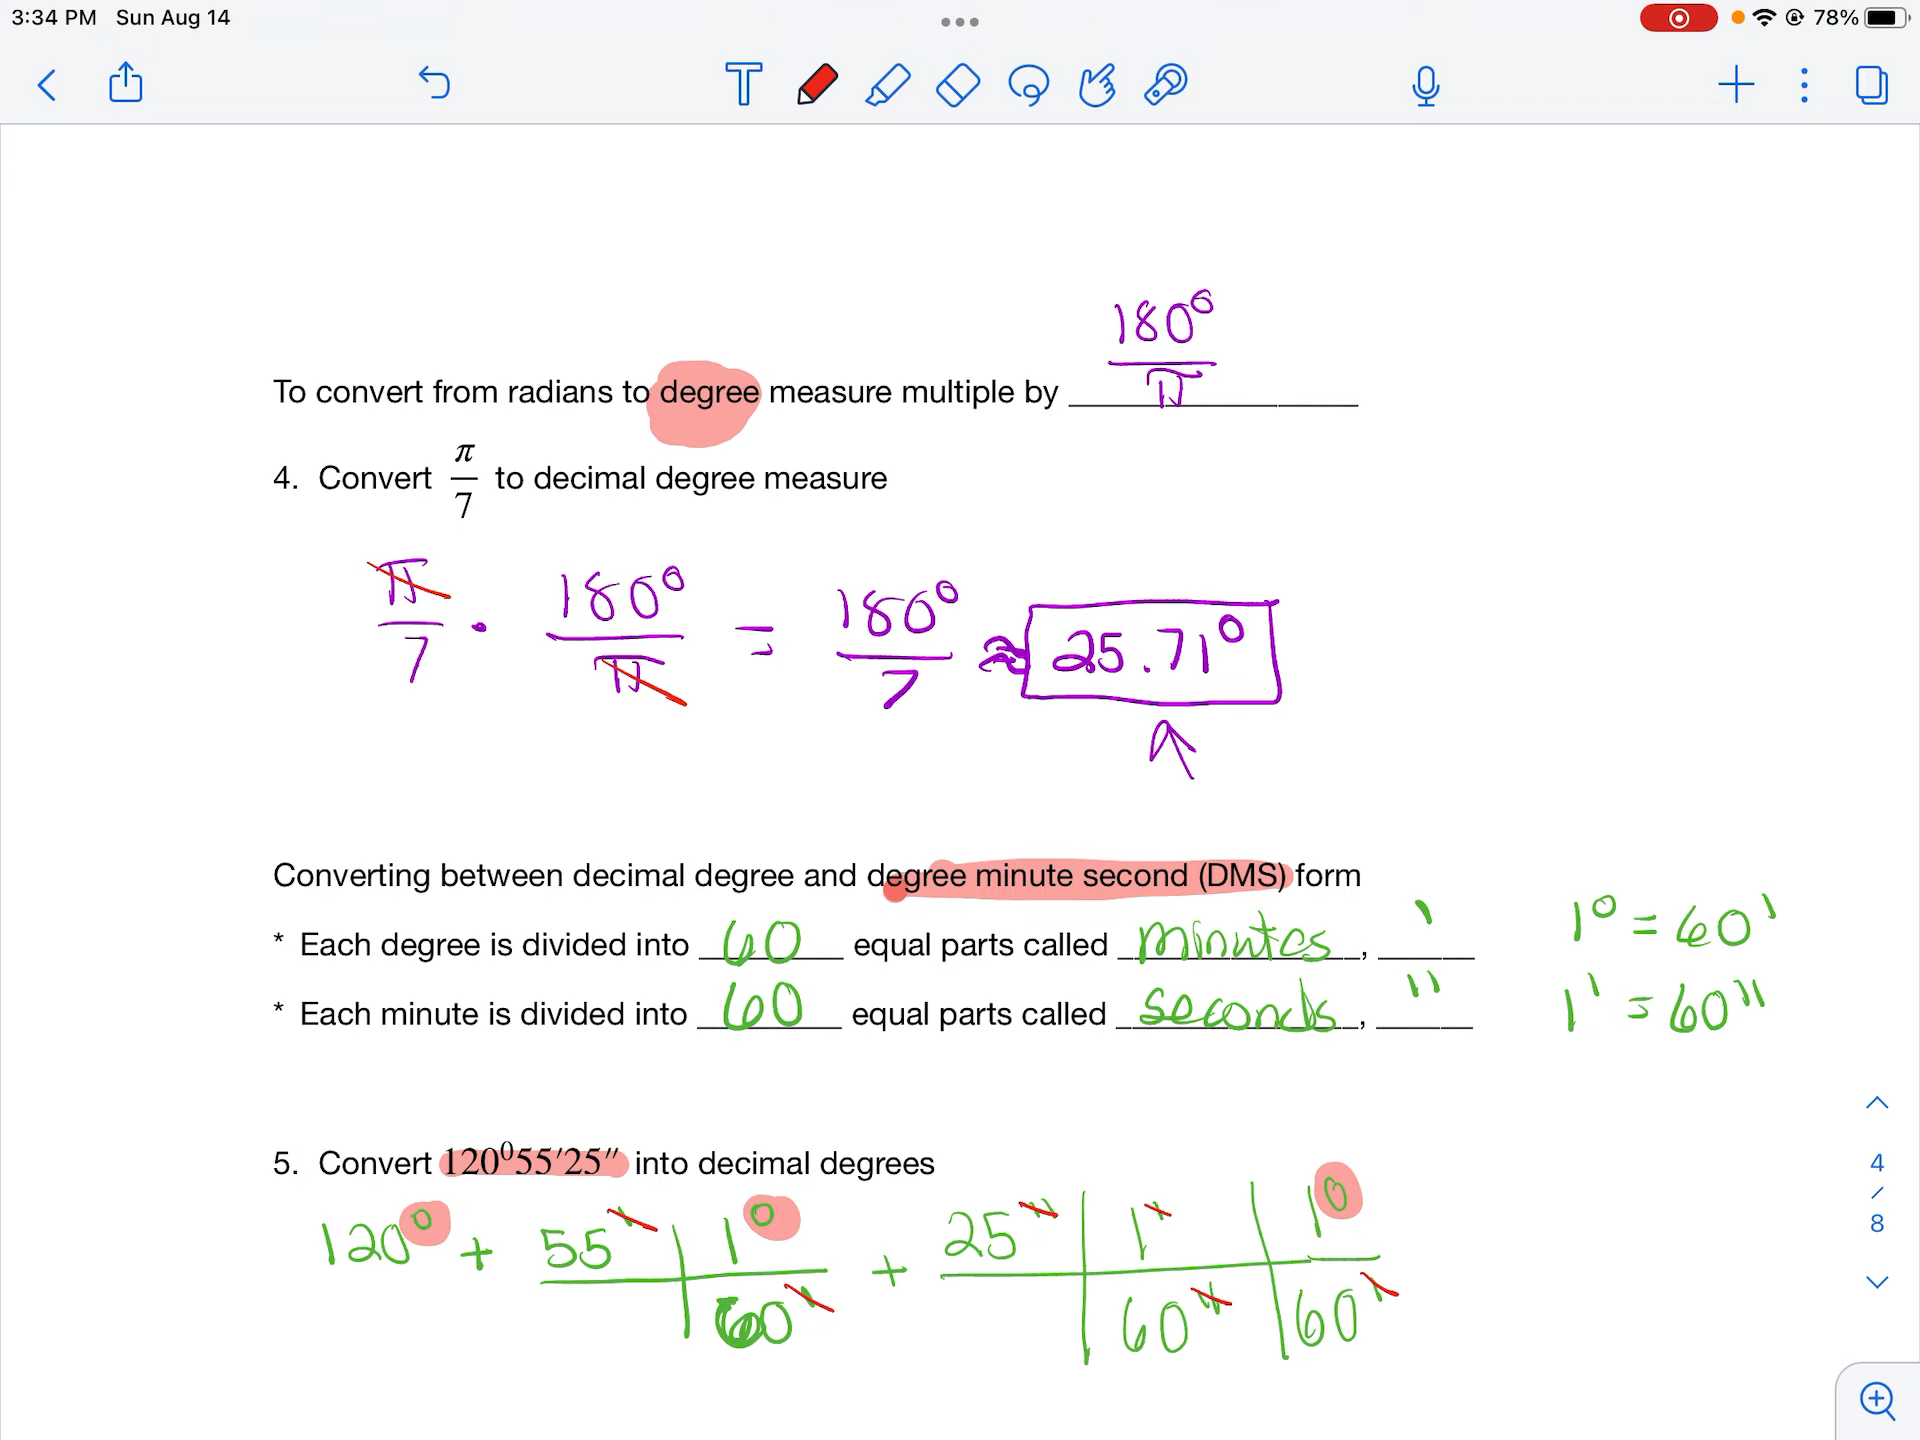 3:34 PM Sun Aug 14
78%
T
180°
π
To convert from radians to degree measure multiple by
4. Convert π/7 to decimal degree measure
π/7 · 180°/π = 180°/7 ≈ 25.71°
Converting between decimal degree and degree minute second (DMS) form
* Each degree is divided into 60 equal parts called minutes, ' 1° = 60'
* Each minute is divided into 60 equal parts called seconds, " 1' = 60"
5. Convert 120⁰55′25″ into decimal degrees
120° + 55' | 1° + 25" | 1' | 1°
60' 60" 60'
4
/
8